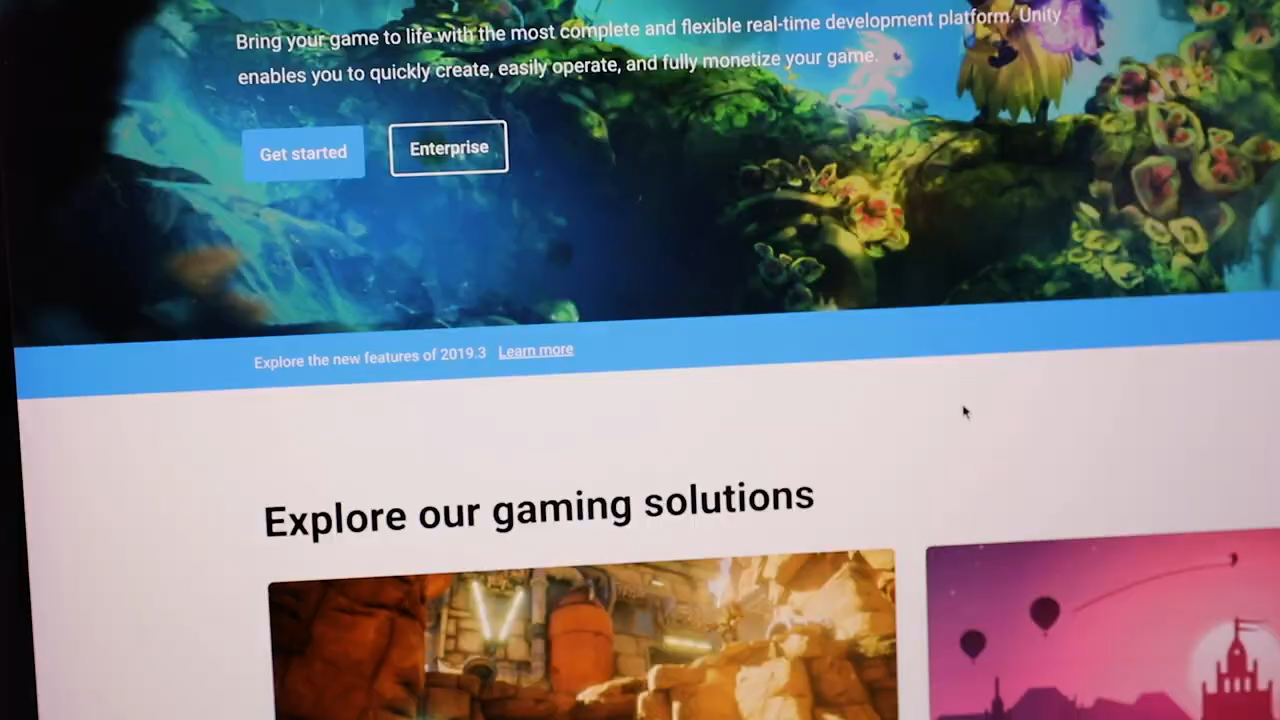 Bring your game to life with the most complete and flexible real-time development platform. Unity
enables you to quickly create, easily operate, and fully monetize your game.
Get started
Enterprise
Explore the new features of 2019.3 Learn more
Explore our gaming solutions